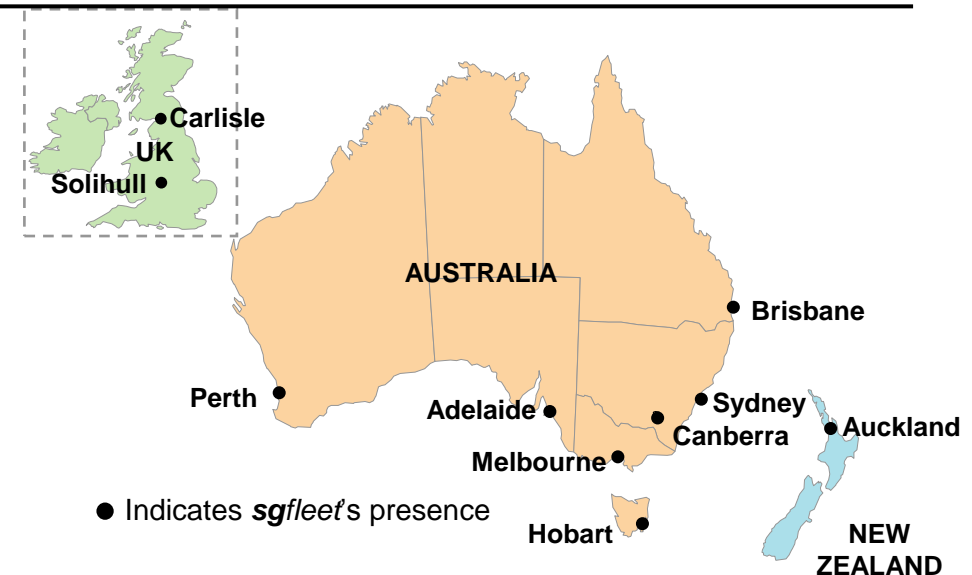 Carlisle
UK
Solihull
AUSTRALIA
Brisbane
Perth
Adelaide
Sydney
Canberra
Auckland
Melbourne
● Indicates sgfleet's presence
Hobart
NEW
ZEALAND